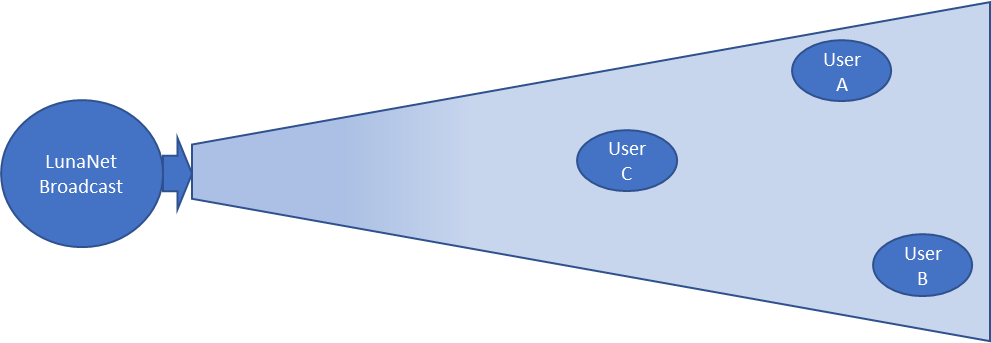 LunaNet
Broadcast
User
A
User
C
User
B